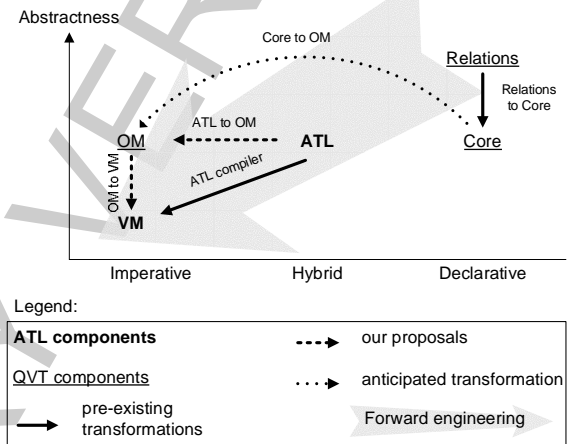 Abstractness
Core to OM
Relations
Relations
to Core
ATL to OM
OM
ATL
Core
ATL compiler
OM to VM
VM
Imperative
Hybrid
Declarative
Legend:
ATL components
our proposals
QVT components
anticipated transformation
pre-existing
transformations
Forward engineering